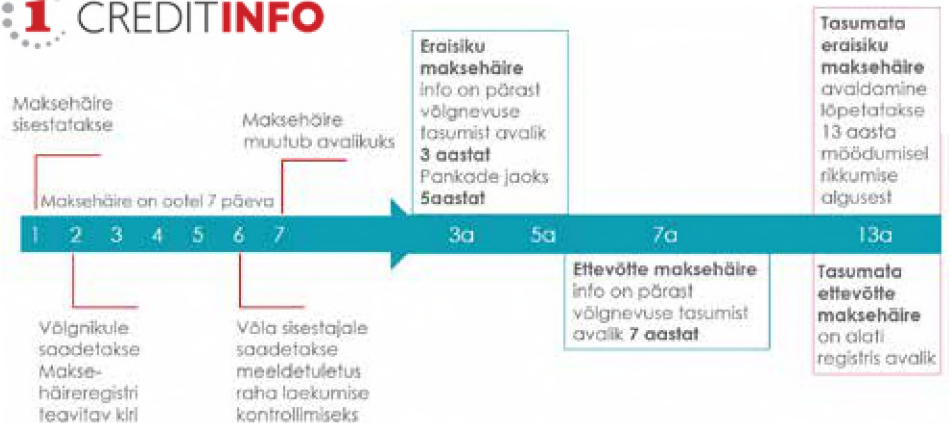 1 CREDITINFO
Maksehäire
sisestatakse
Maksehäire
muutub avalikuks
Eraisiku
maksehäire
info on pärast
võlgnevuse
tasumist avalik
3 aastat
Pankade jaoks
5aastat
Tasumata
eraisiku
maksehäire
avaldamine
lõpetatakse
13 aasta
möödumisel
rikkumise
algusest
Maksehäire on ootel 7 päeva
1 2 3 4 5 6 7 3a 5a 7a 13a
Võlgnikule
saadetakse
Makse-
häireregistri
teavitav kiri
Võla sisestajale
saadetakse
meeldetuletus
raha laekumise
kontrollimiseks
Ettevõtte maksehäire
info on pärast
võlgnevuse tasumist
avalik 7 aastat
Tasumata
ettevõtte
maksehäire
on alati
registris avalik